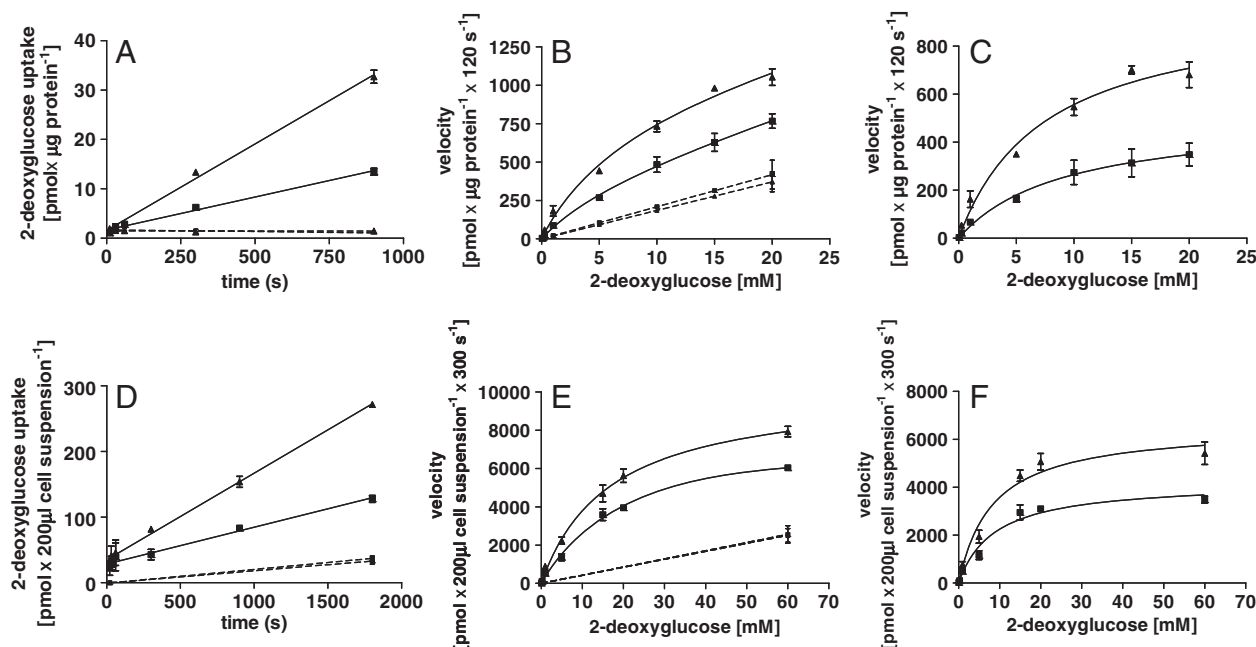 A
2-deoxyglucose uptake
[pmolx µg protein⁻¹]
40
30
20
10
0
0 250 500 750 1000
time (s)
B
velocity
[pmol x µg protein⁻¹ x 120 s⁻¹]
1250
1000
750
500
250
0
0 5 10 15 20 25
2-deoxyglucose [mM]
C
velocity
[pmol x µg protein⁻¹ x 120 s⁻¹]
800
600
400
200
0
0 5 10 15 20 25
2-deoxyglucose [mM]
D
2-deoxyglucose uptake
[pmol x 200µl cell suspension⁻¹]
300
200
100
0
0 500 1000 1500 2000
time (s)
E
velocity
[pmol x 200µl cell suspension⁻¹ x 300 s⁻¹]
10000
8000
6000
4000
2000
0
0 10 20 30 40 50 60 70
2-deoxyglucose [mM]
F
velocity
[pmol x 200µl cell suspension⁻¹ x 300 s⁻¹]
8000
6000
4000
2000
0
0 10 20 30 40 50 60 70
2-deoxyglucose [mM]